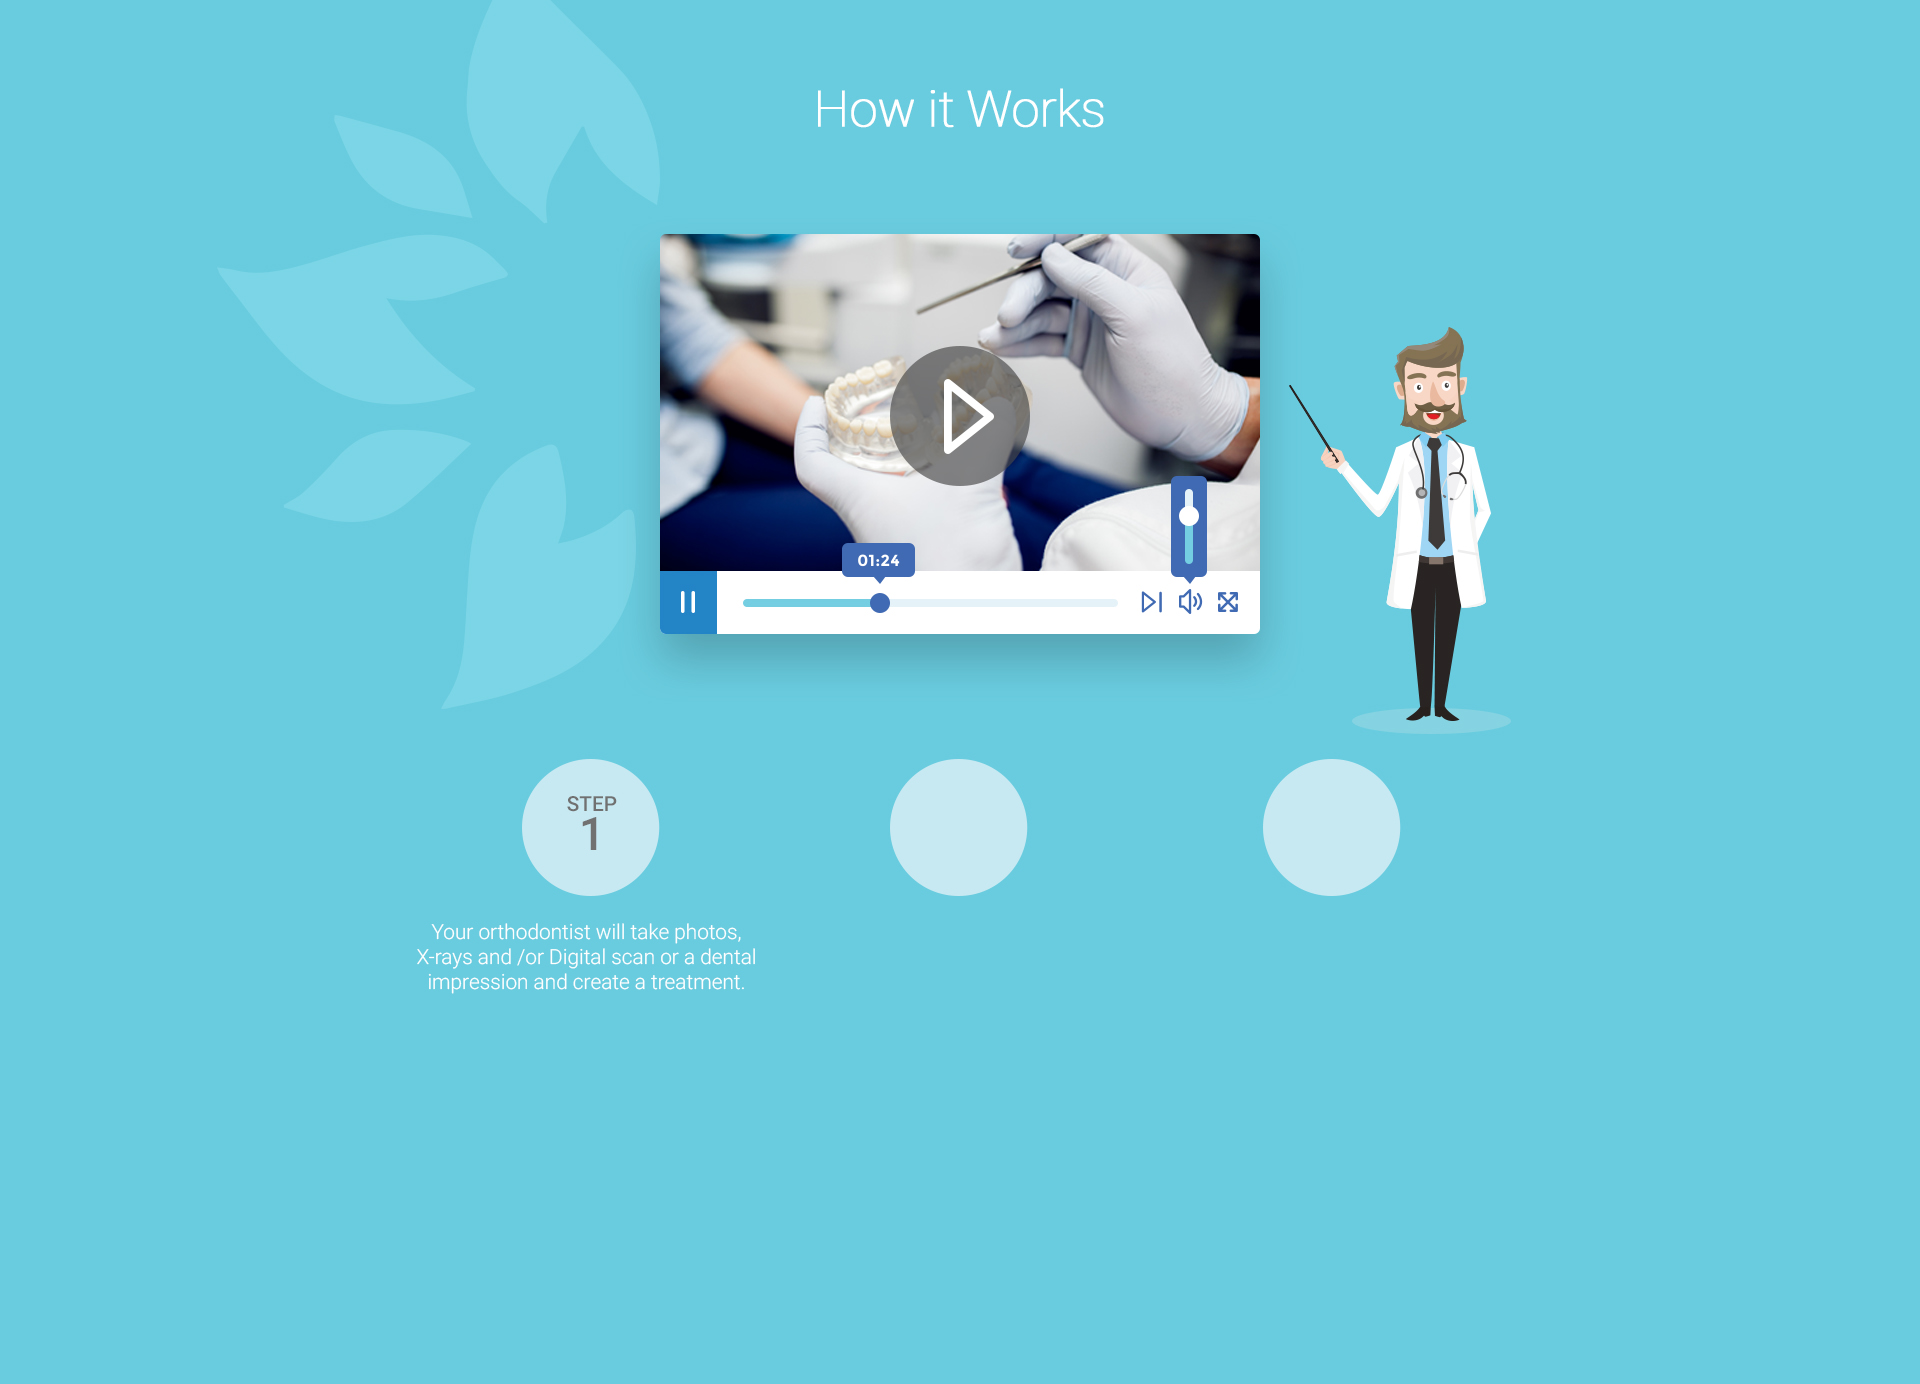 How it Works
01:24
STEP
1
Your orthodontist will take photos,
X-rays and /or Digital scan or a dental
impression and create a treatment.